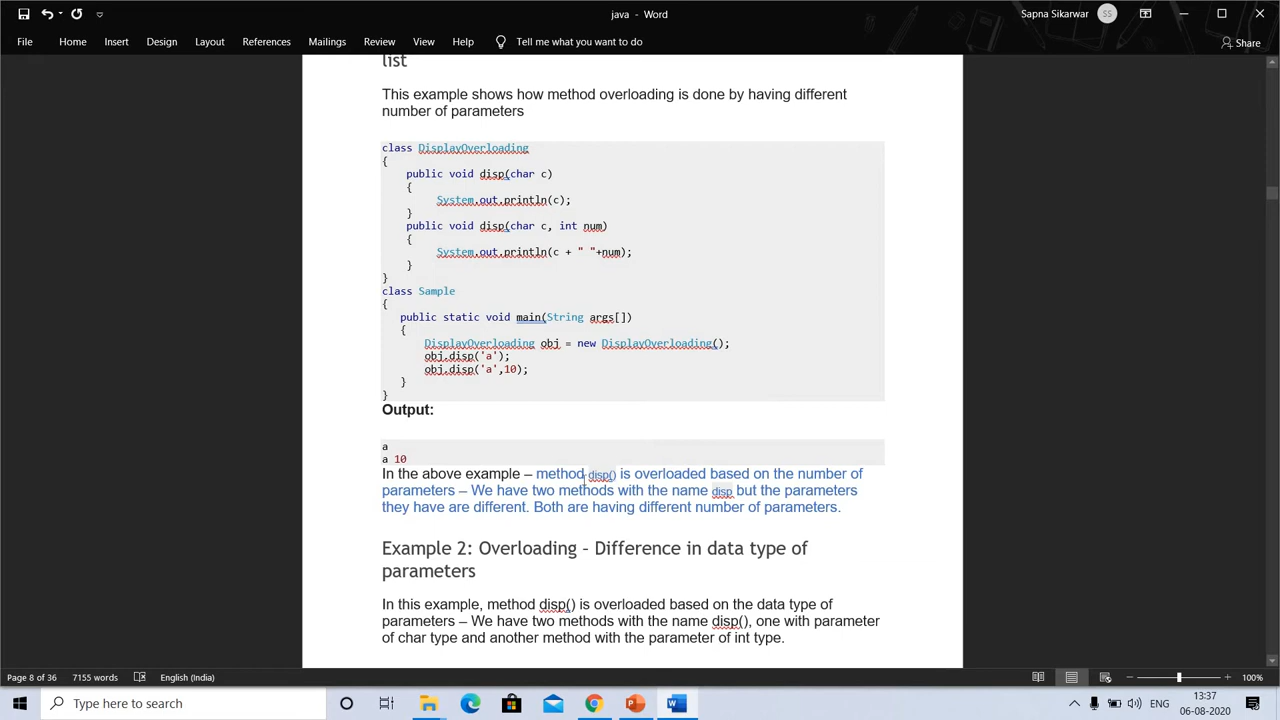 java - Word
Sapna Sikarwar
SS
File Home Insert Design Layout References Mailings Review View Help Tell me what you want to do
Share
list
This example shows how method overloading is done by having different
number of parameters
class DisplayOverloading
{
public void disp(char c)
{
System.out.println(c);
}
public void disp(char c, int num)
{
System.out.println(c + " "+num);
}
}
class Sample
{
public static void main(String args[])
{
DisplayOverloading obj = new DisplayOverloading();
obj.disp('a');
obj.disp('a',10);
}
}
Output:
a
a 10
In the above example – method disp() is overloaded based on the number of
parameters – We have two methods with the name disp but the parameters
they have are different. Both are having different number of parameters.
Example 2: Overloading – Difference in data type of
parameters
In this example, method disp() is overloaded based on the data type of
parameters – We have two methods with the name disp(), one with parameter
of char type and another method with the parameter of int type.
Page 8 of 36 7155 words English (India) 100%
Type here to search
ENG
13:37
06-08-2020